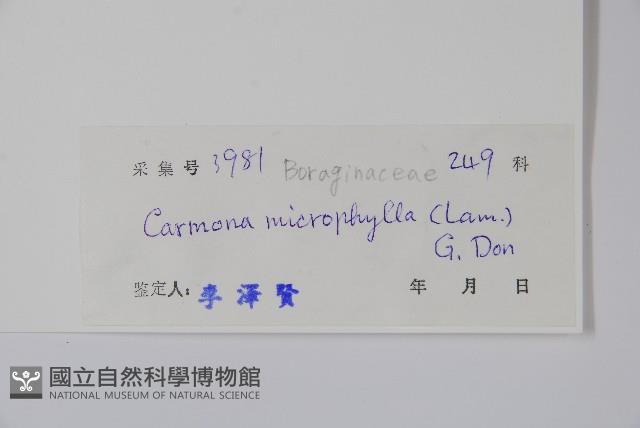 采集号 3981 Boraginaceae 249 科
Carmona microphylla (Lam.)
G. Don
鉴定人: 李泽賢 年 月 日
國立自然科學博物館
NATIONAL MUSEUM OF NATURAL SCIENCE